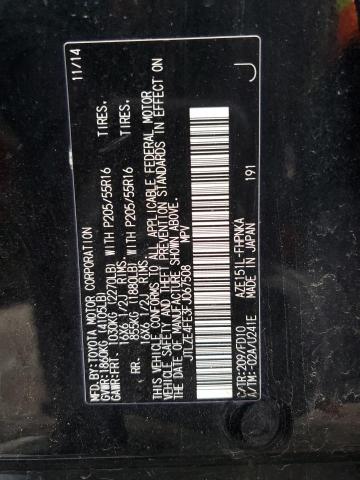 MFD.BY:TOYOTA MOTOR CORPORATION 11/14
GVWR:1860KG(4105LB)
GAWR:FRT. 1030KG(2270LB) WITH P205/55R16 TIRES.
16X6 1/2J RIMS.
RR. 855KG(1880LB) WITH P205/55R16 TIRES.
16X6 1/2J RIMS.
THIS VEHICLE CONFORMS TO ALL APPLICABLE FEDERAL MOTOR
VEHICLE SAFETY AND THEFT PREVENTION STANDARDS IN EFFECT ON
THE DATE OF MANUFACTURE SHOWN ABOVE.
MPV
J
191
C/TR:209/FD10 AZE151L-FHPNKA
A/TM:-02A/U241E MADE IN JAPAN